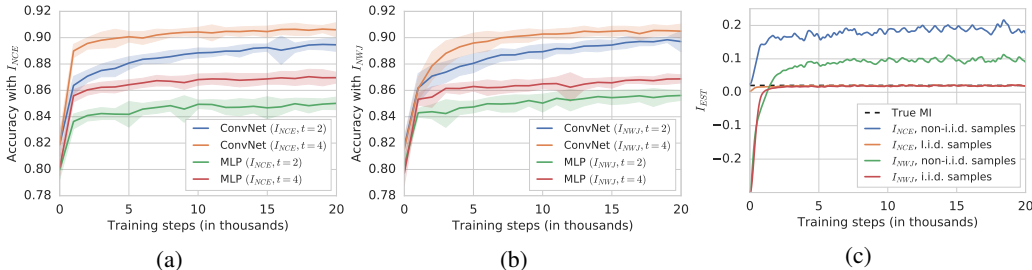 0.92
0.90
0.88
0.86
0.84
0.82
0.80
0.78
Accuracy with I_NCE
ConvNet (I_NCE, t=2)
ConvNet (I_NCE, t=4)
MLP (I_NCE, t=2)
MLP (I_NCE, t=4)
0 5 10 15 20
Training steps (in thousands)
(a)
0.92
0.90
0.88
0.86
0.84
0.82
0.80
0.78
Accuracy with I_NWJ
ConvNet (I_NWJ, t=2)
ConvNet (I_NWJ, t=4)
MLP (I_NWJ, t=2)
MLP (I_NWJ, t=4)
0 5 10 15 20
Training steps (in thousands)
(b)
0.2
0.1
0.0
−0.1
−0.2
I_EST
True MI
I_NCE, non-i.i.d. samples
I_NCE, i.i.d. samples
I_NWJ, non-i.i.d. samples
I_NWJ, i.i.d. samples
0 5 10 15 20
Training steps (in thousands)
(c)